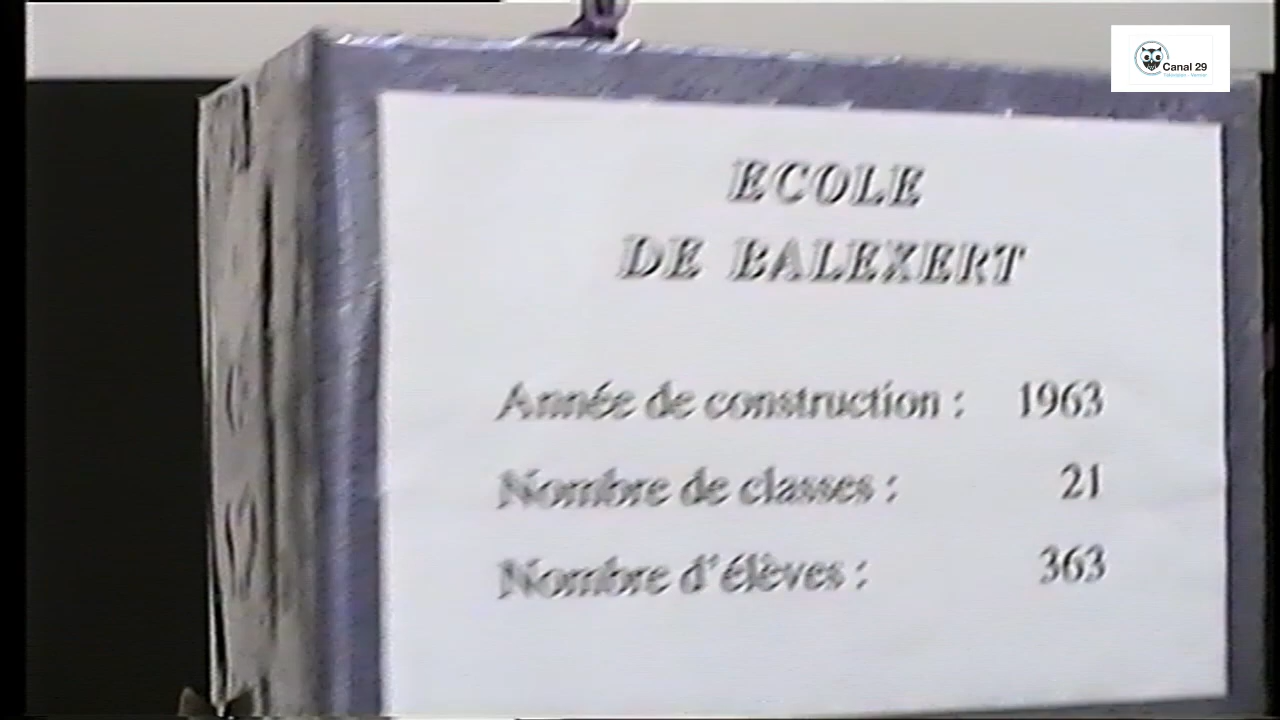 Canal 29
ECOLE
DE BALEXERT
Année de construction : 1963
Nombre de classes : 21
Nombre d'élèves : 363